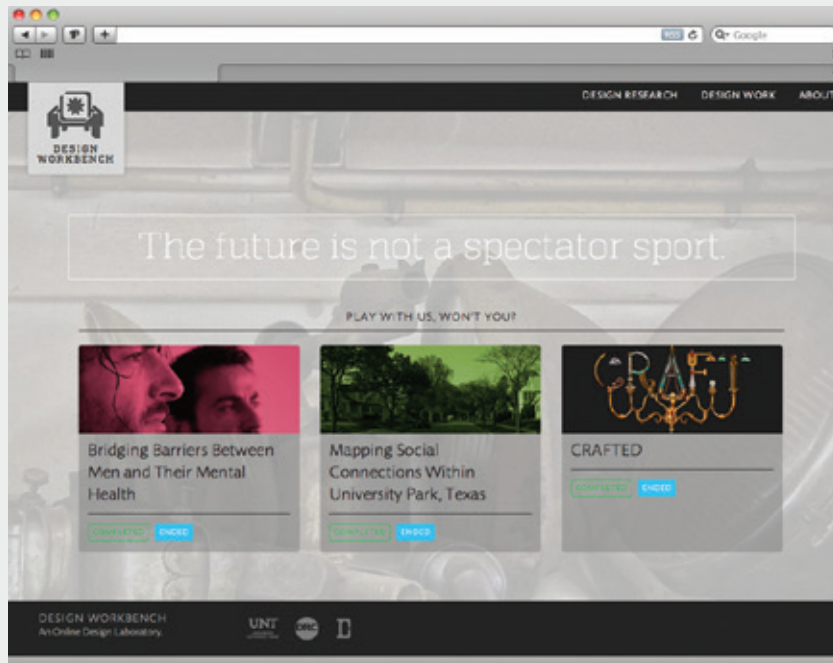 RSS
Google
DESIGN RESEARCH DESIGN WORK ABOUT
DESIGN
WORKBENCH
The future is not a spectator sport.
PLAY WITH US, WON'T YOU?
CRAFT
Bridging Barriers Between
Men and Their Mental
Health
COMPLETED ENDED
Mapping Social
Connections Within
University Park, Texas
COMPLETED ENDED
CRAFTED
COMPLETED ENDED
DESIGN WORKBENCH
An Online Design Laboratory.
UNT
DRC
D